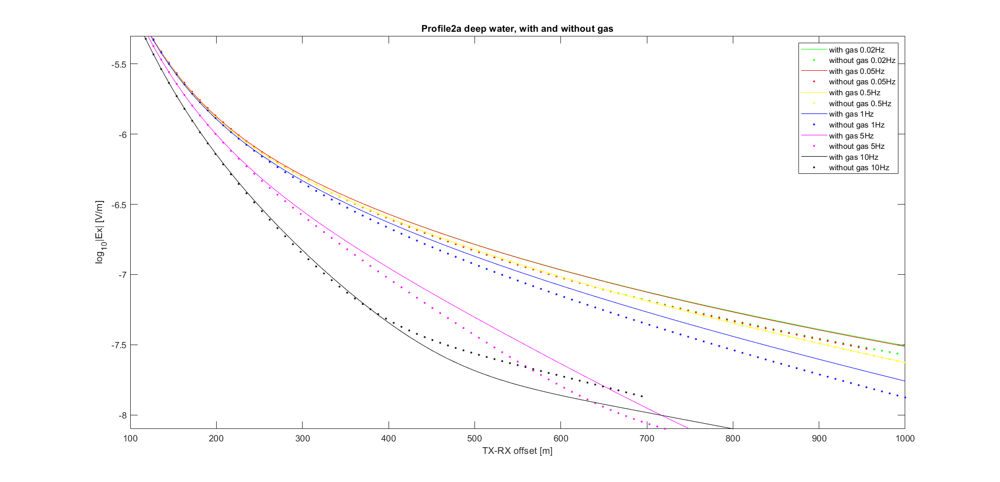 Profile2a deep water, with and without gas
with gas 0.02Hz
without gas 0.02Hz
with gas 0.05Hz
without gas 0.05Hz
with gas 0.5Hz
without gas 0.5Hz
with gas 1Hz
without gas 1Hz
with gas 5Hz
without gas 5Hz
with gas 10Hz
without gas 10Hz
log10|Ex| [V/m]
-5.5
-6
-6.5
-7
-7.5
-8
100 200 300 400 500 600 700 800 900 1000
TX-RX offset [m]